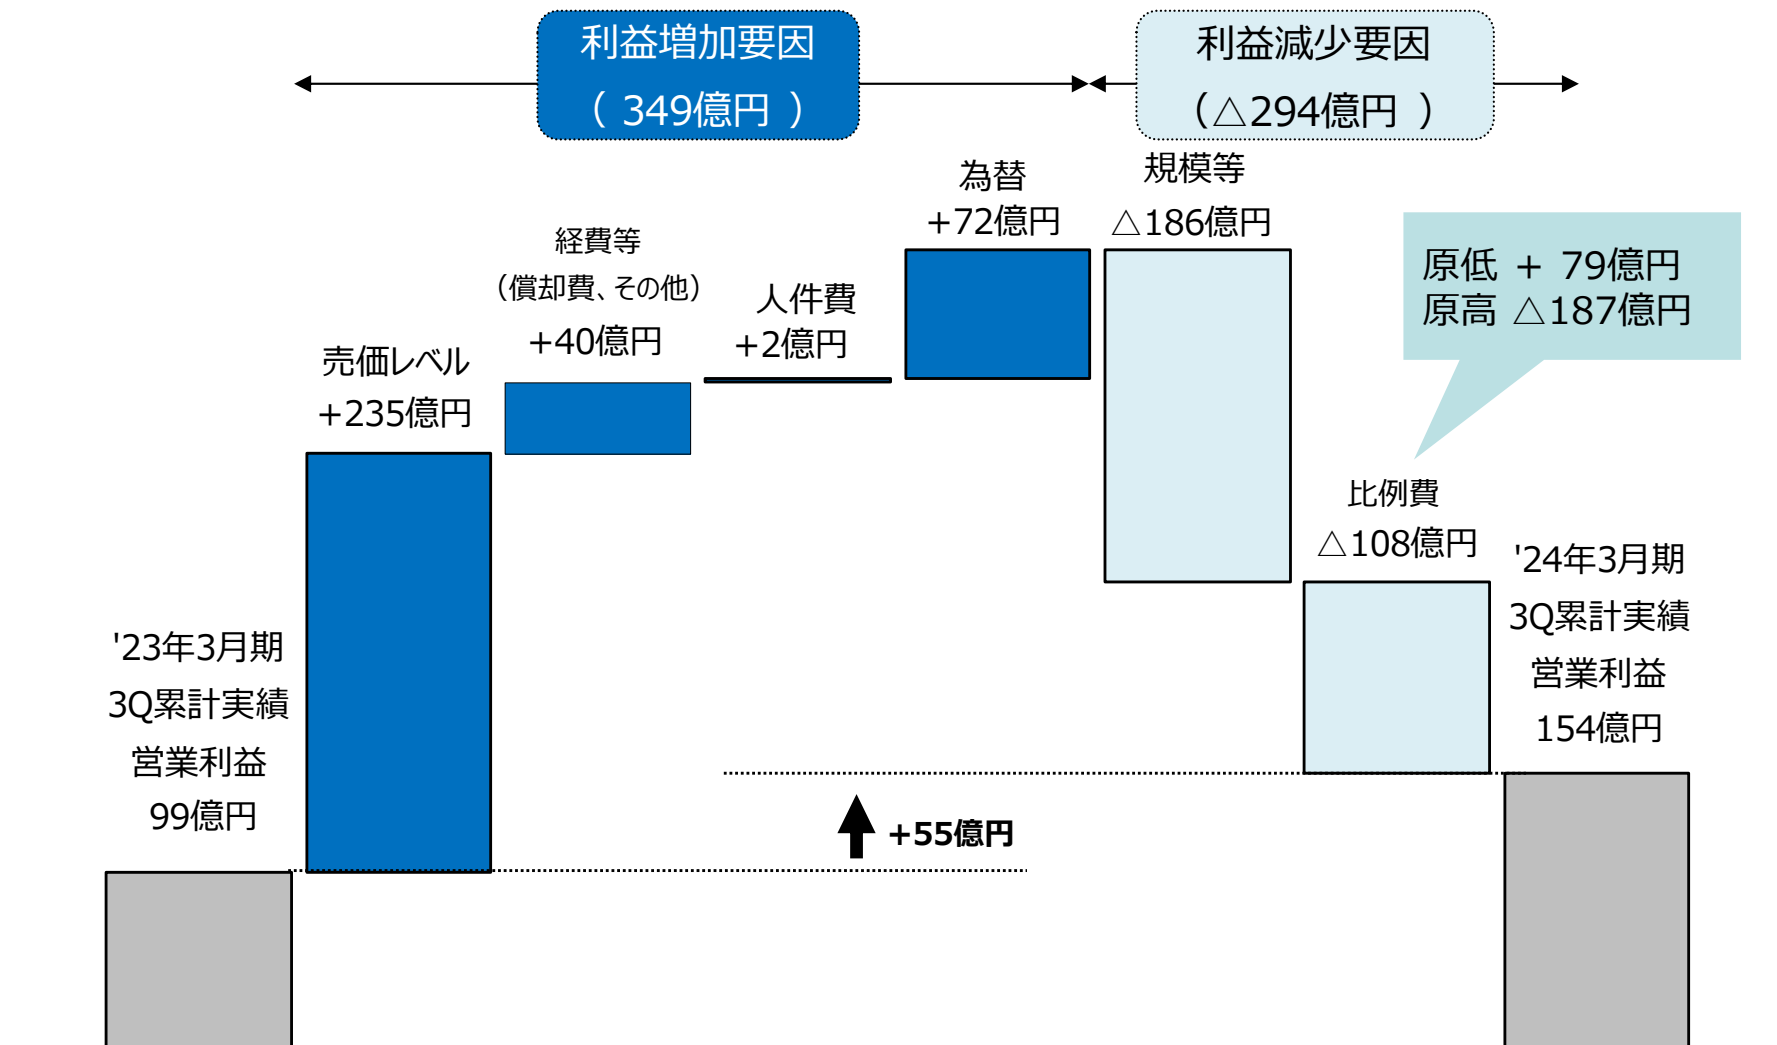 利益増加要因
（ 349億円 ）
利益減少要因
（△294億円 ）
'23年3月期
3Q累計実績
営業利益
99億円
売価レベル
+235億円
経費等
（償却費、その他）
+40億円
人件費
+2億円
為替
+72億円
規模等
△186億円
原低 + 79億円
原高 △187億円
比例費
△108億円
'24年3月期
3Q累計実績
営業利益
154億円
+55億円